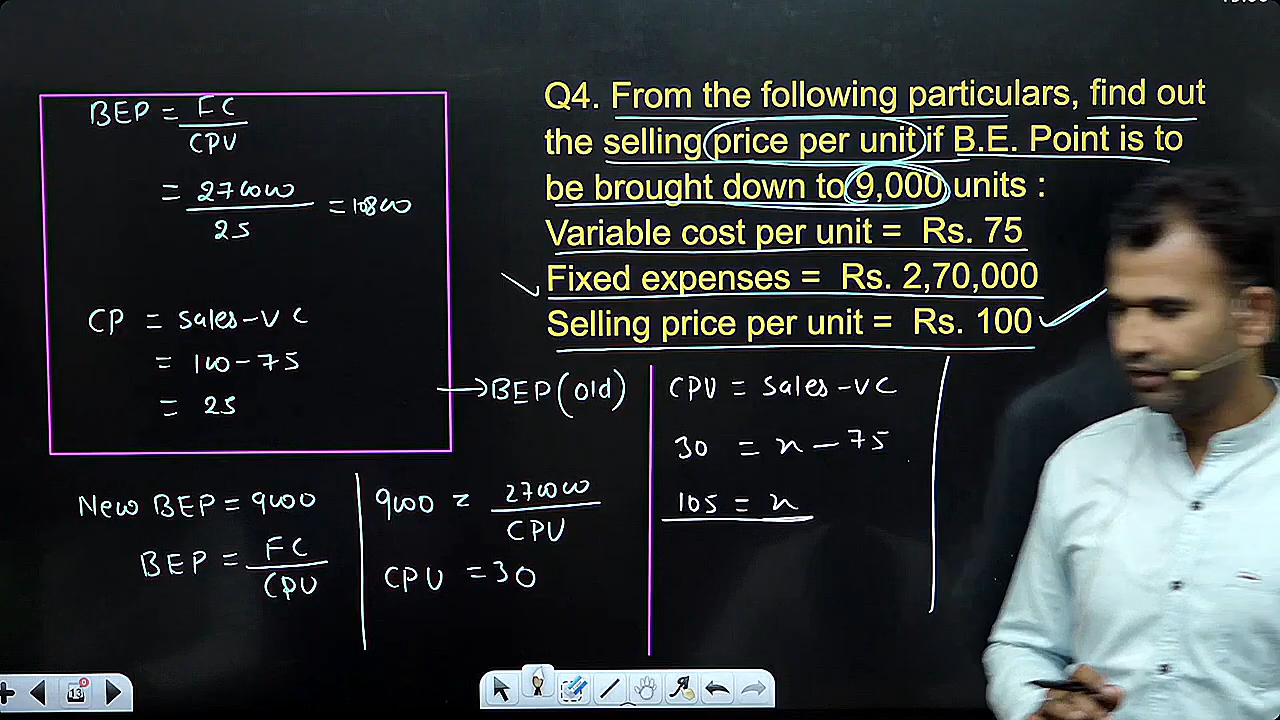 Q4. From the following particulars, find out
the selling price per unit if B.E. Point is to
be brought down to 9,000 units :
Variable cost per unit = Rs. 75
Fixed expenses = Rs. 2,70,000
Selling price per unit = Rs. 100
BEP = FC
CPU
= 270000
25
= 10800
CP = Sales-VC
= 100-75
= 25
→BEP(old)
New BEP = 9000
BEP = FC
CPU
9000 = 270000
CPU
CPU = 30
CPU = Sales-VC
30 = x - 75
105 = x
13